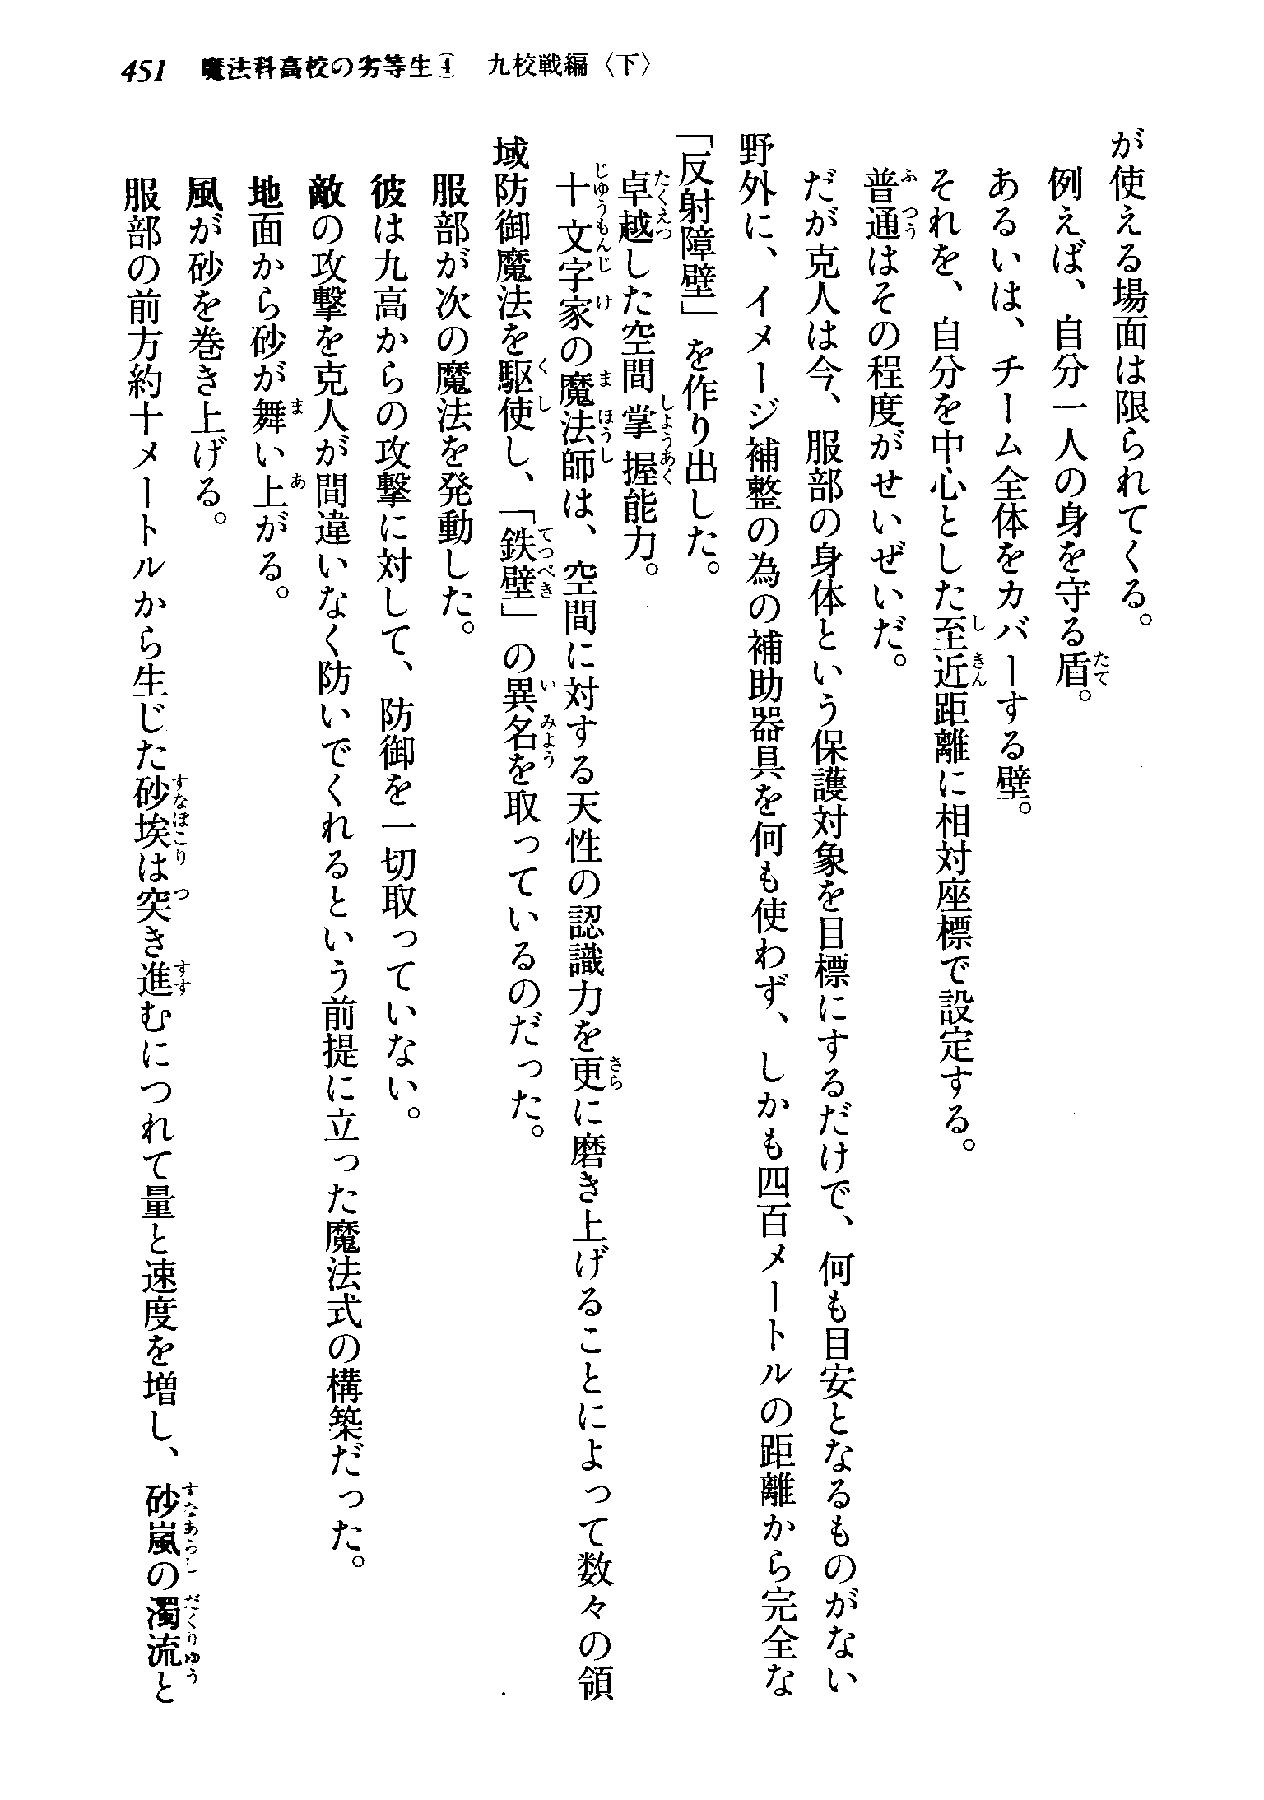 451　魔法科高校の劣等生④　九校戦編〈下〉
が使える場面は限られてくる。
例えば、自分一人の身を守る盾。
あるいは、チーム全体をカバーする壁。
それを、自分を中心とした至近距離に相対座標で設定する。
普通はその程度がせいぜいだ。
だが克人は今、服部の身体という保護対象を目標にするだけで、何も目安となるものがない
野外に、イメージ補整の為の補助器具を何も使わず、しかも四百メートルの距離から完全な
「反射障壁」を作り出した。
卓越した空間掌握能力。
十文字家の魔法師は、空間に対する天性の認識力を更に磨き上げることによって数々の領
域防御魔法を駆使し、「鉄壁」の異名を取っているのだった。
服部が次の魔法を発動した。
彼は九高からの攻撃に対して、防御を一切取っていない。
敵の攻撃を克人が間違いなく防いでくれるという前提に立った魔法式の構築だった。
地面から砂が舞い上がる。
風が砂を巻き上げる。
服部の前方約十メートルから生じた砂埃は突き進むにつれて量と速度を増し、砂嵐の濁流と